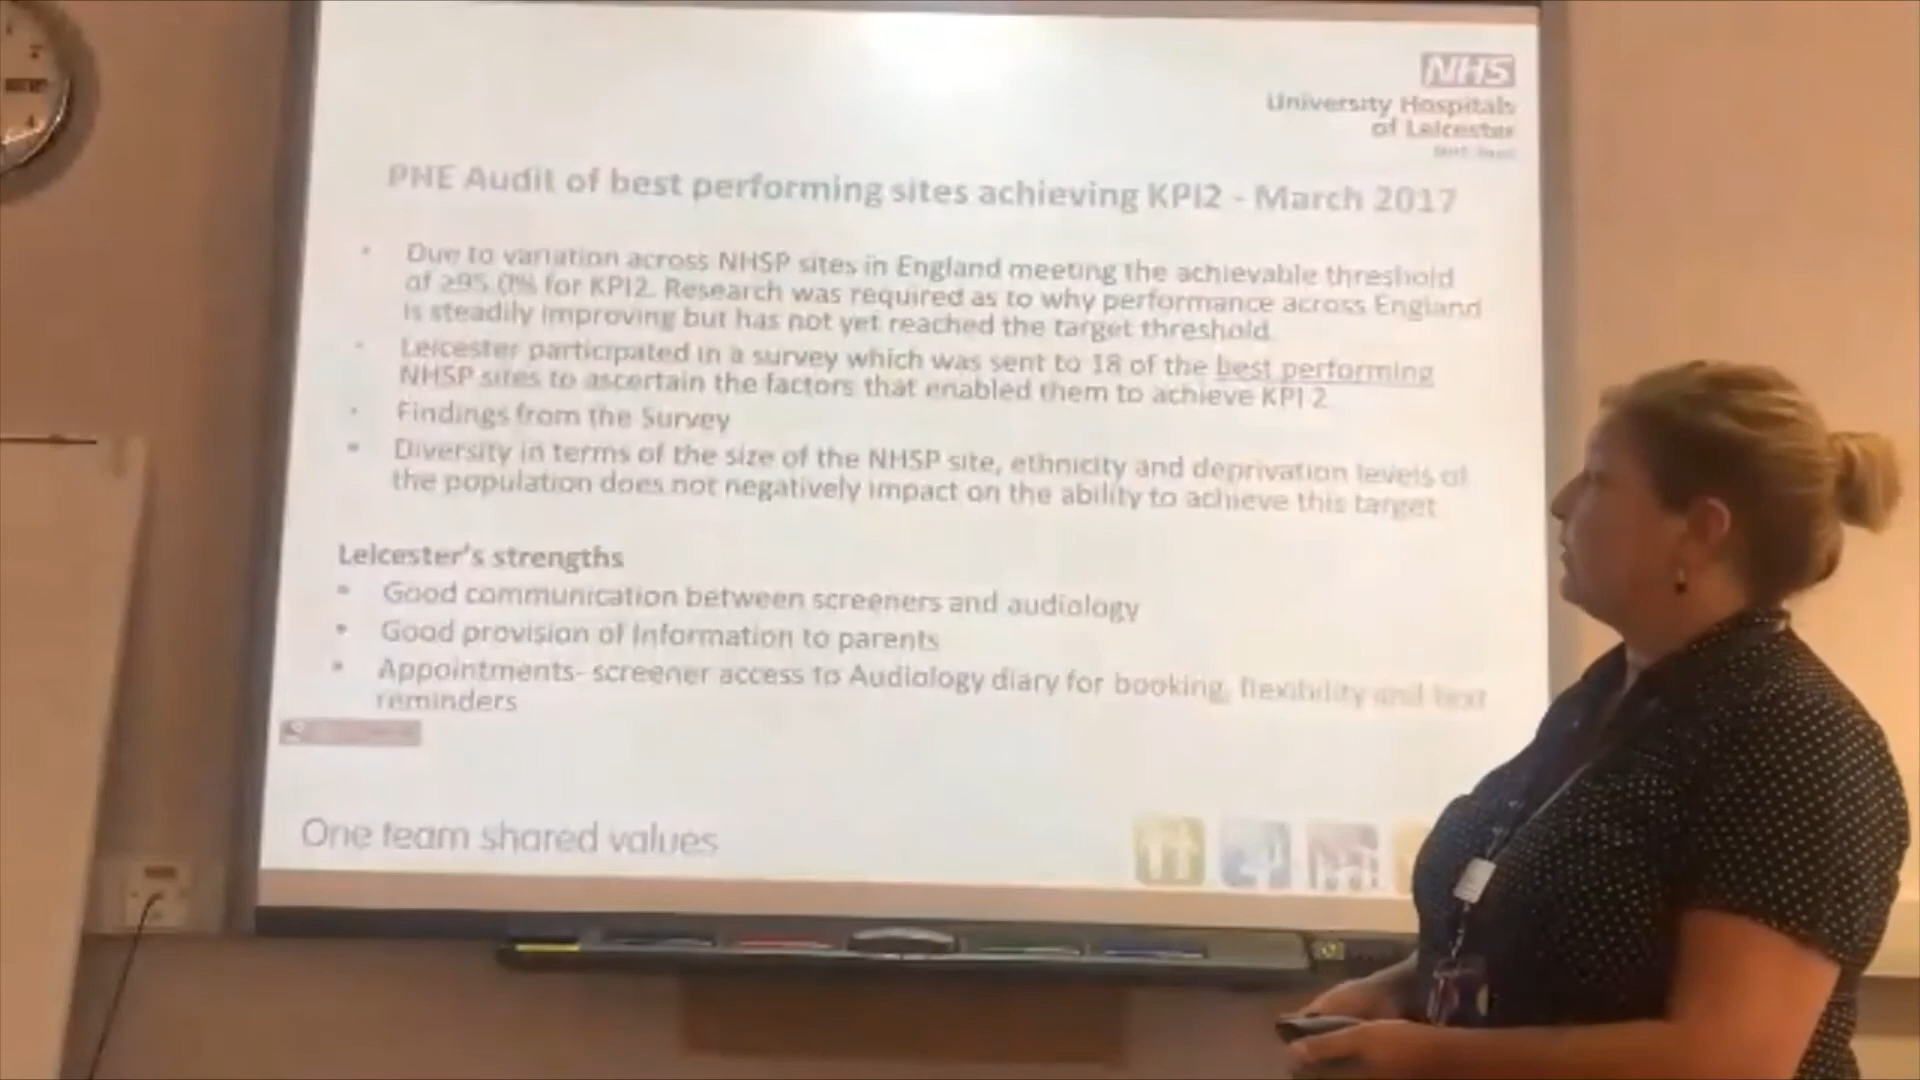 NHS
University Hospitals
of Leicester
NHS Trust
PHE Audit of best performing sites achieving KPI2 - March 2017
Due to variation across NHSP sites in England meeting the achievable threshold
of ≥95.0% for KPI2. Research was required as to why performance across England
is steadily improving but has not yet reached the target threshold.
Leicester participated in a survey which was sent to 18 of the best performing
NHSP sites to ascertain the factors that enabled them to achieve KPI 2
Findings from the Survey
Diversity in terms of the size of the NHSP site, ethnicity and deprivation levels of
the population does not negatively impact on the ability to achieve this target
Leicester's strengths
Good communication between screeners and audiology
Good provision of information to parents
Appointments- screener access to Audiology diary for booking, flexibility and text
reminders
One team shared values
2
4